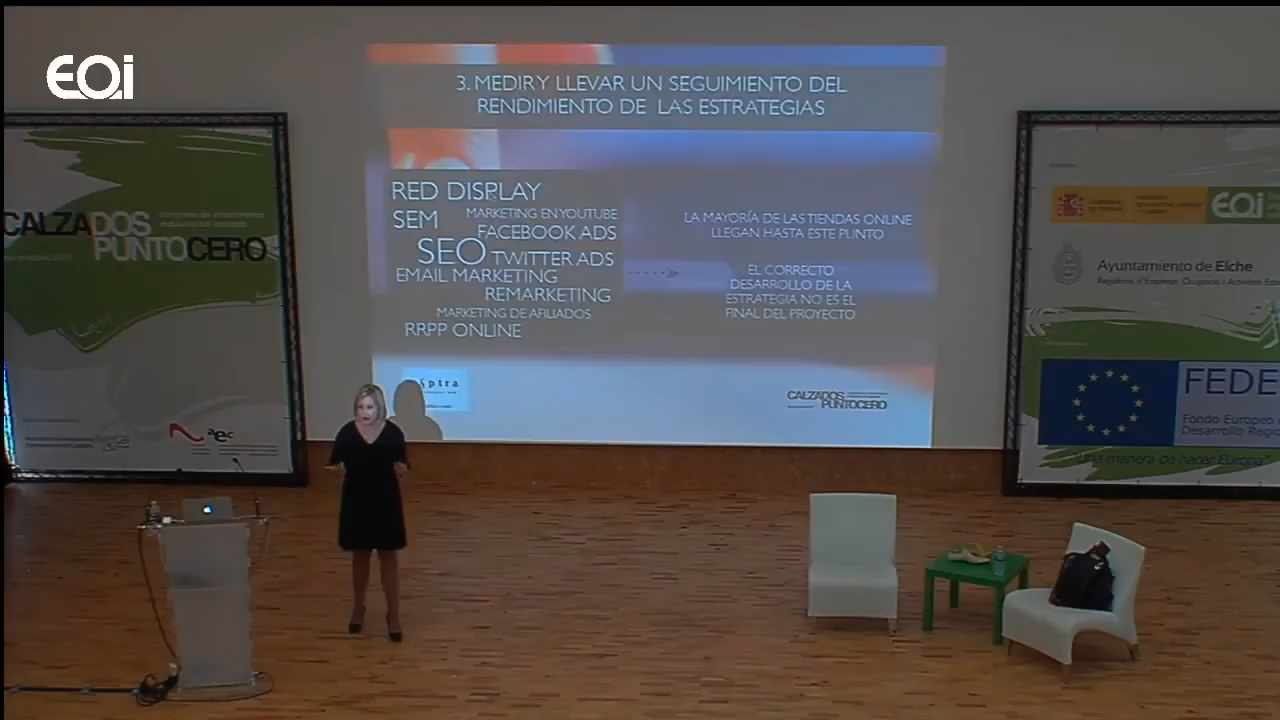 EOi
3. MEDIR Y LLEVAR UN SEGUIMIENTO DEL
RENDIMIENTO DE LAS ESTRATEGIAS
RED DISPLAY
SEM
MARKETING EN YOUTUBE
FACEBOOK ADS
SEO
TWITTER ADS
EMAIL MARKETING
REMARKETING
MARKETING DE AFILIADOS
RRPP ONLINE
LA MAYORÍA DE LAS TIENDAS ONLINE
LLEGAN HASTA ESTE PUNTO
EL CORRECTO
DESARROLLO DE LA
ESTRATEGIA NO ES EL
FINAL DEL PROYECTO
CALZADOS
PUNTOCERO
CALZADOS
PUNTOCERO
aec
EOi
Ayuntamiento de Elche
FEDE
Fondo Europeo
Desarrollo Regi
"Una manera de hacer Europa"